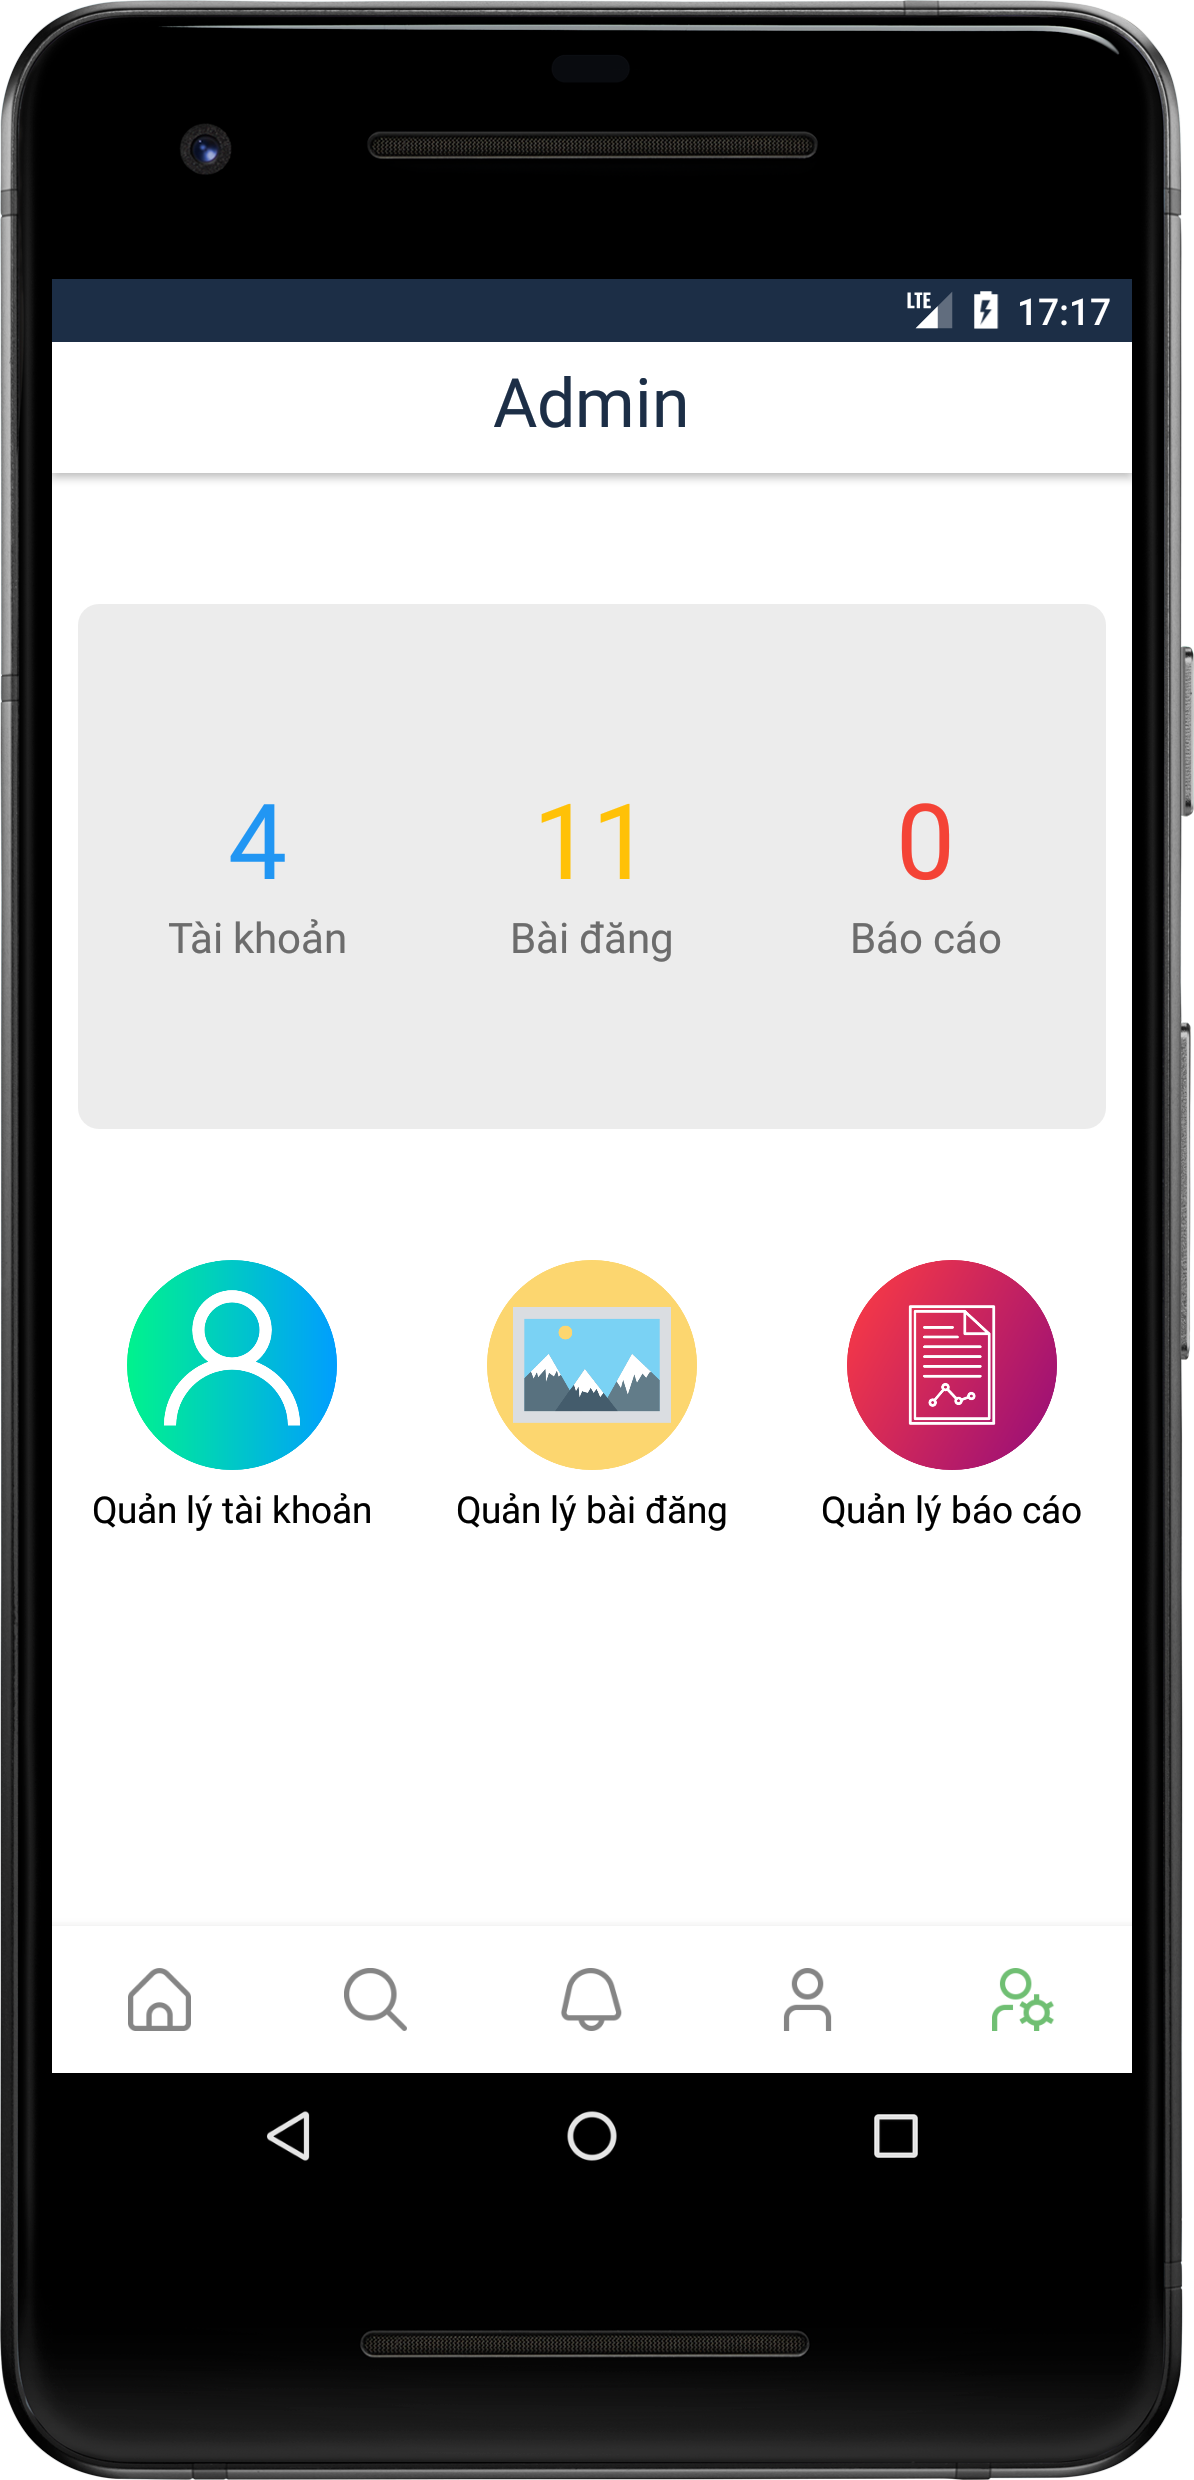 LTE 17:17
Admin
4 11 0
Tài khoản Bài đăng Báo cáo
Quản lý tài khoản Quản lý bài đăng Quản lý báo cáo